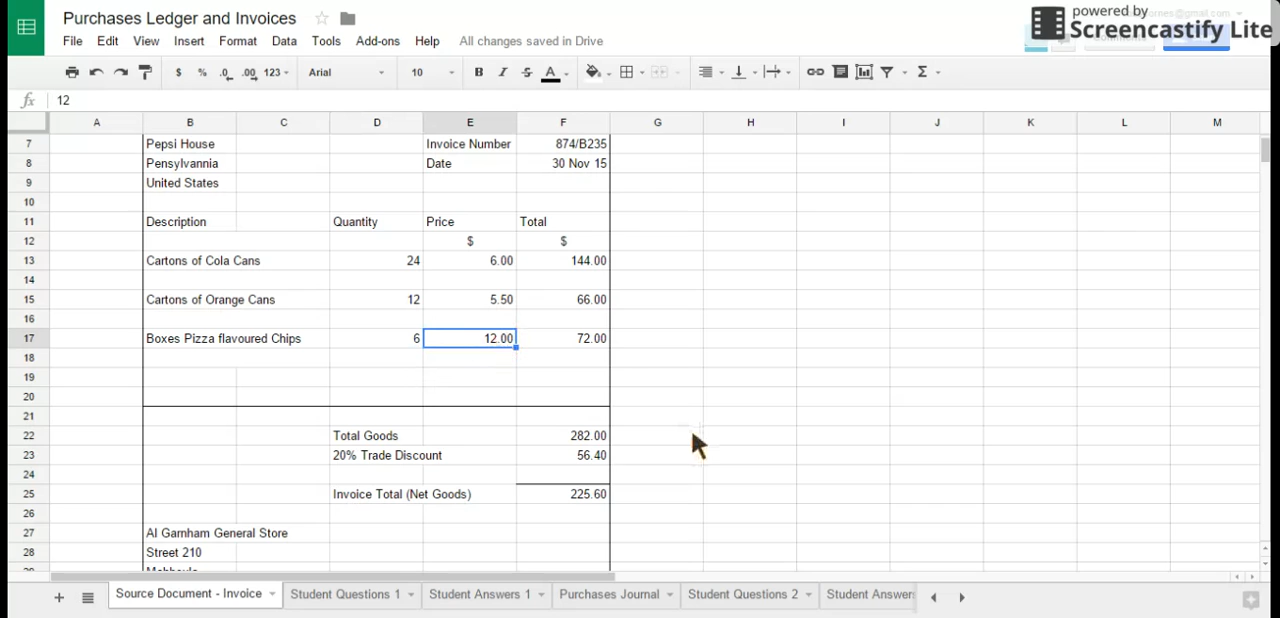 Purchases Ledger and Invoices
powered by
Screencastify Lite
File Edit View Insert Format Data Tools Add-ons Help All changes saved in Drive
$ % .0 .00 123 Arial 10 B I S A Σ
fx 12
A B C D E F G H I J K L M
7 Pepsi House Invoice Number 874/B235
8 Pensylvannia Date 30 Nov 15
9 United States
10
11 Description Quantity Price Total
12 $ $
13 Cartons of Cola Cans 24 6.00 144.00
14
15 Cartons of Orange Cans 12 5.50 66.00
16
17 Boxes Pizza flavoured Chips 6 12.00 72.00
18
19
20
21
22 Total Goods 282.00
23 20% Trade Discount 56.40
24
25 Invoice Total (Net Goods) 225.60
26
27 Al Garnham General Store
28 Street 210
Source Document - Invoice Student Questions 1 Student Answers 1 Purchases Journal Student Questions 2 Student Answers